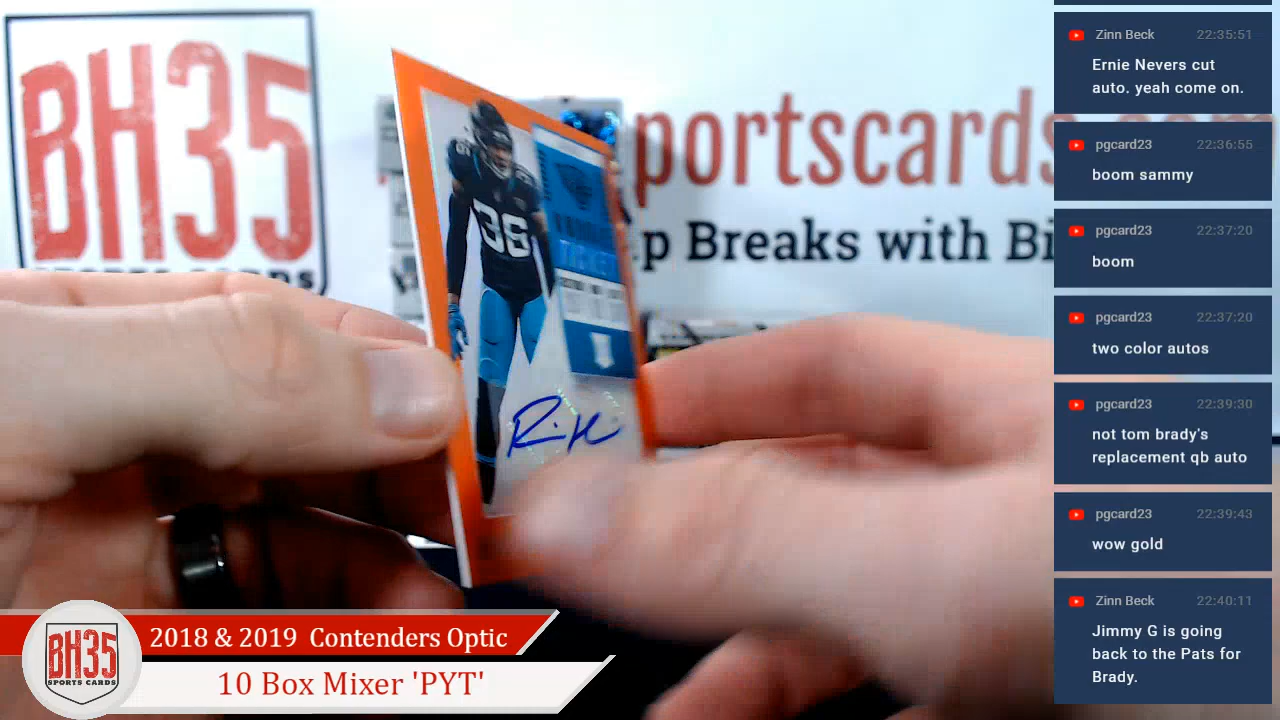 BH35
SPORTS CARDS
portscards
p Breaks with Bi
36
TICKET
Zinn Beck 22:35:51
Ernie Nevers cut
auto. yeah come on.
pgcard23 22:36:55
boom sammy
pgcard23 22:37:20
boom
pgcard23 22:37:20
two color autos
pgcard23 22:39:30
not tom brady's
replacement qb auto
pgcard23 22:39:43
wow gold
Zinn Beck 22:40:11
Jimmy G is going
back to the Pats for
Brady.
BH35
SPORTS CARDS
2018 & 2019 Contenders Optic
10 Box Mixer 'PYT'